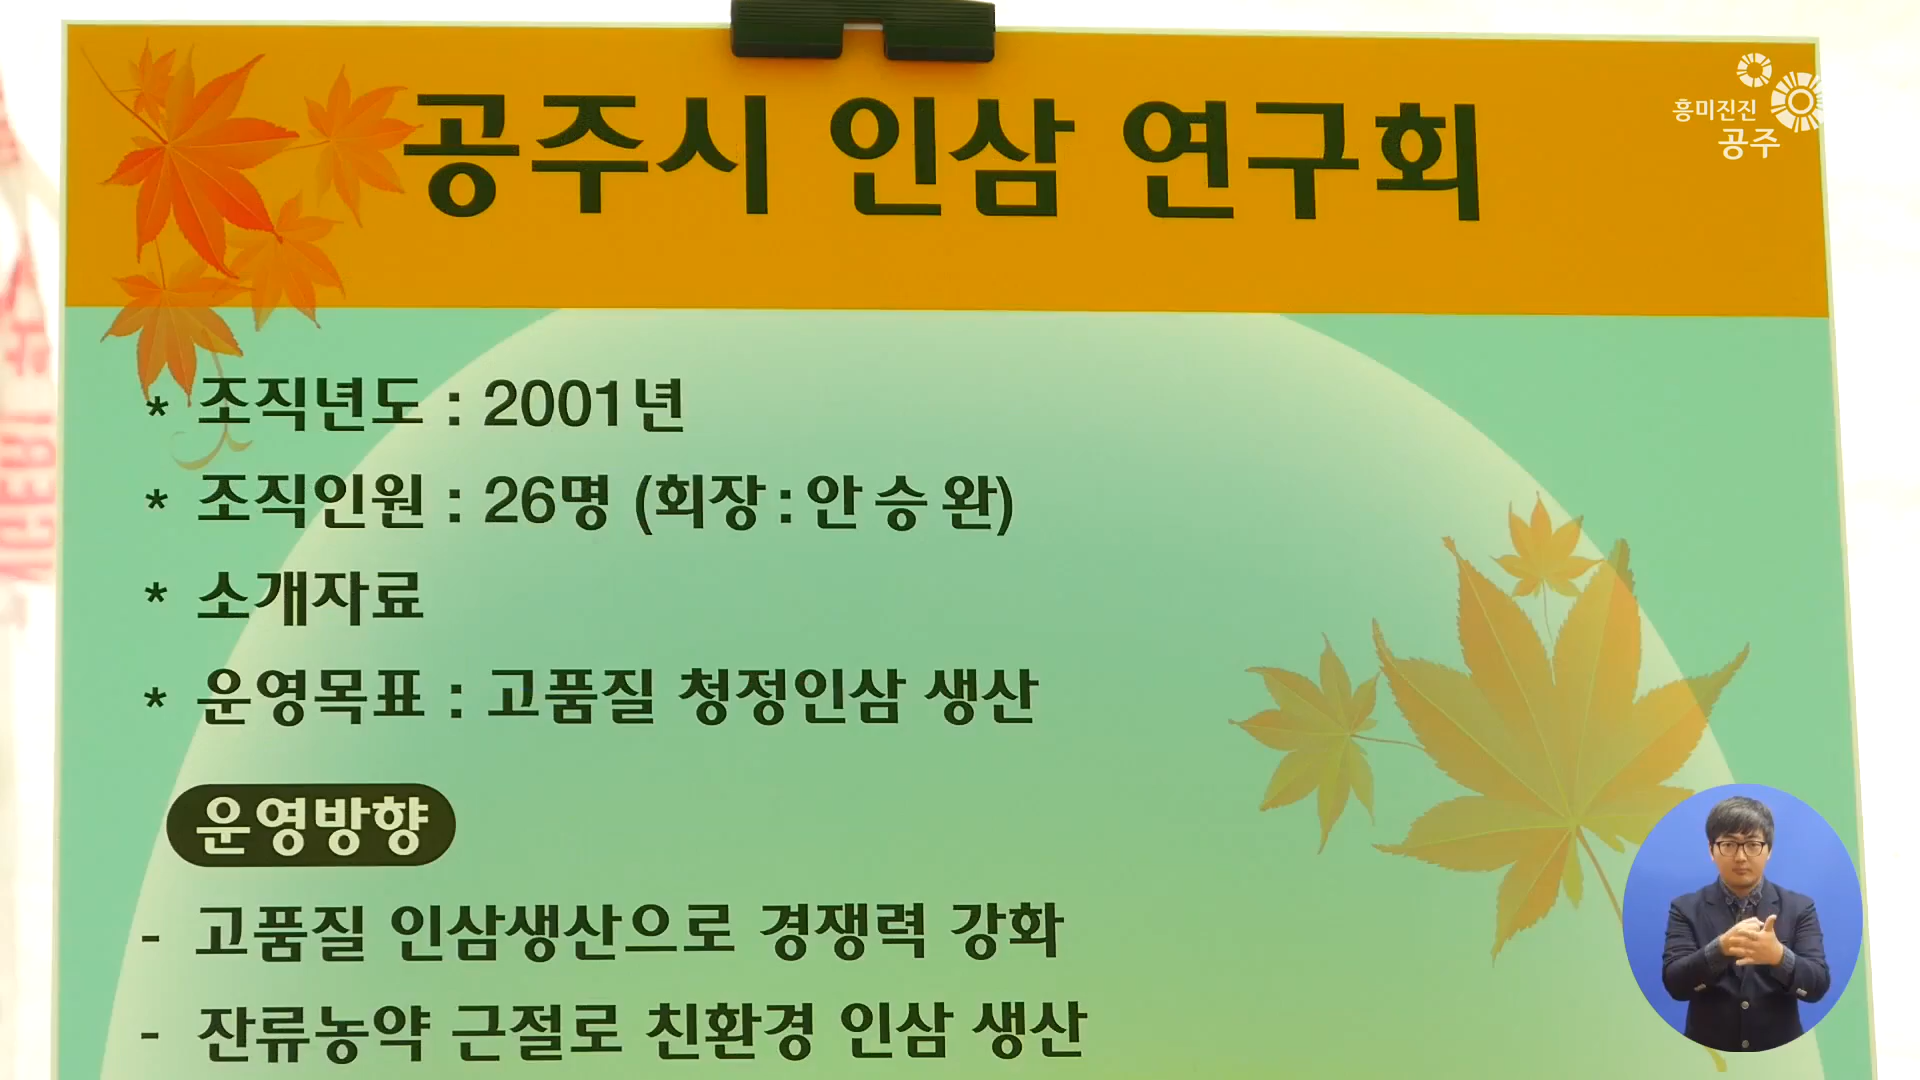 공주시 인삼 연구회
흥미진진
공주
* 조직년도 : 2001년
* 조직인원 : 26명 (회장 : 안 승 완)
* 소개자료
* 운영목표 : 고품질 청정인삼 생산
운영방향
- 고품질 인삼생산으로 경쟁력 강화
- 잔류농약 근절로 친환경 인삼 생산